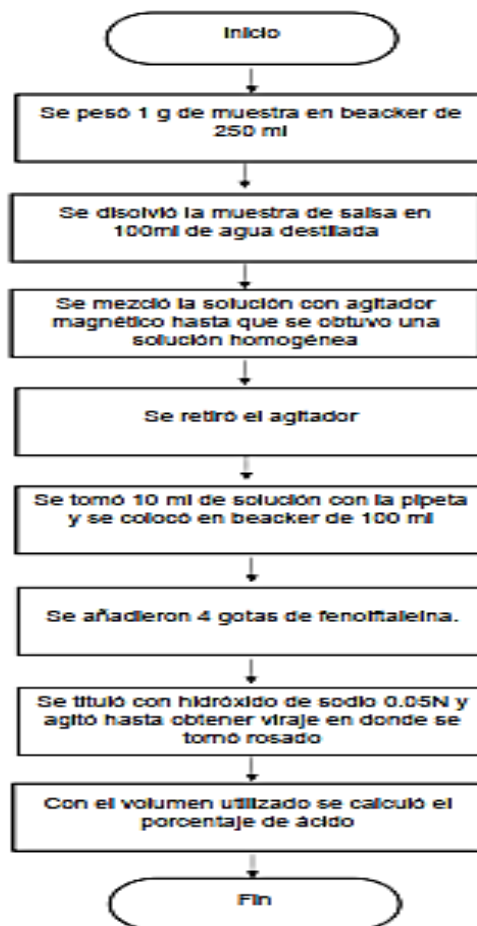 Inicio
Se pesó 1 g de muestra en beacker de
250 ml
Se disolvió la muestra de salsa en
100ml de agua destilada
Se mezcló la solución con agitador
magnético hasta que se obtuvo una
solución homogénea
Se retiró el agitador
Se tomó 10 ml de solución con la pipeta
y se colocó en beacker de 100 ml
Se añadieron 4 gotas de fenolftaleina.
Se tituló con hidróxido de sodio 0.05N y
agitó hasta obtener viraje en donde se
tornó rosado
Con el volumen utilizado se calculó el
porcentaje de ácido
Fin